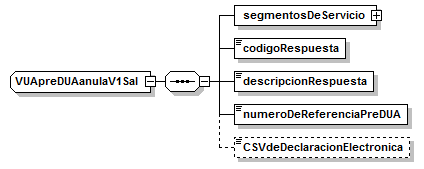 segmentosDeServicio
codigoRespuesta
VUApreDUAanulaV1Sal
descripcionRespuesta
numeroDeReferenciaPreDUA
CSVdeDeclaracionElectronica